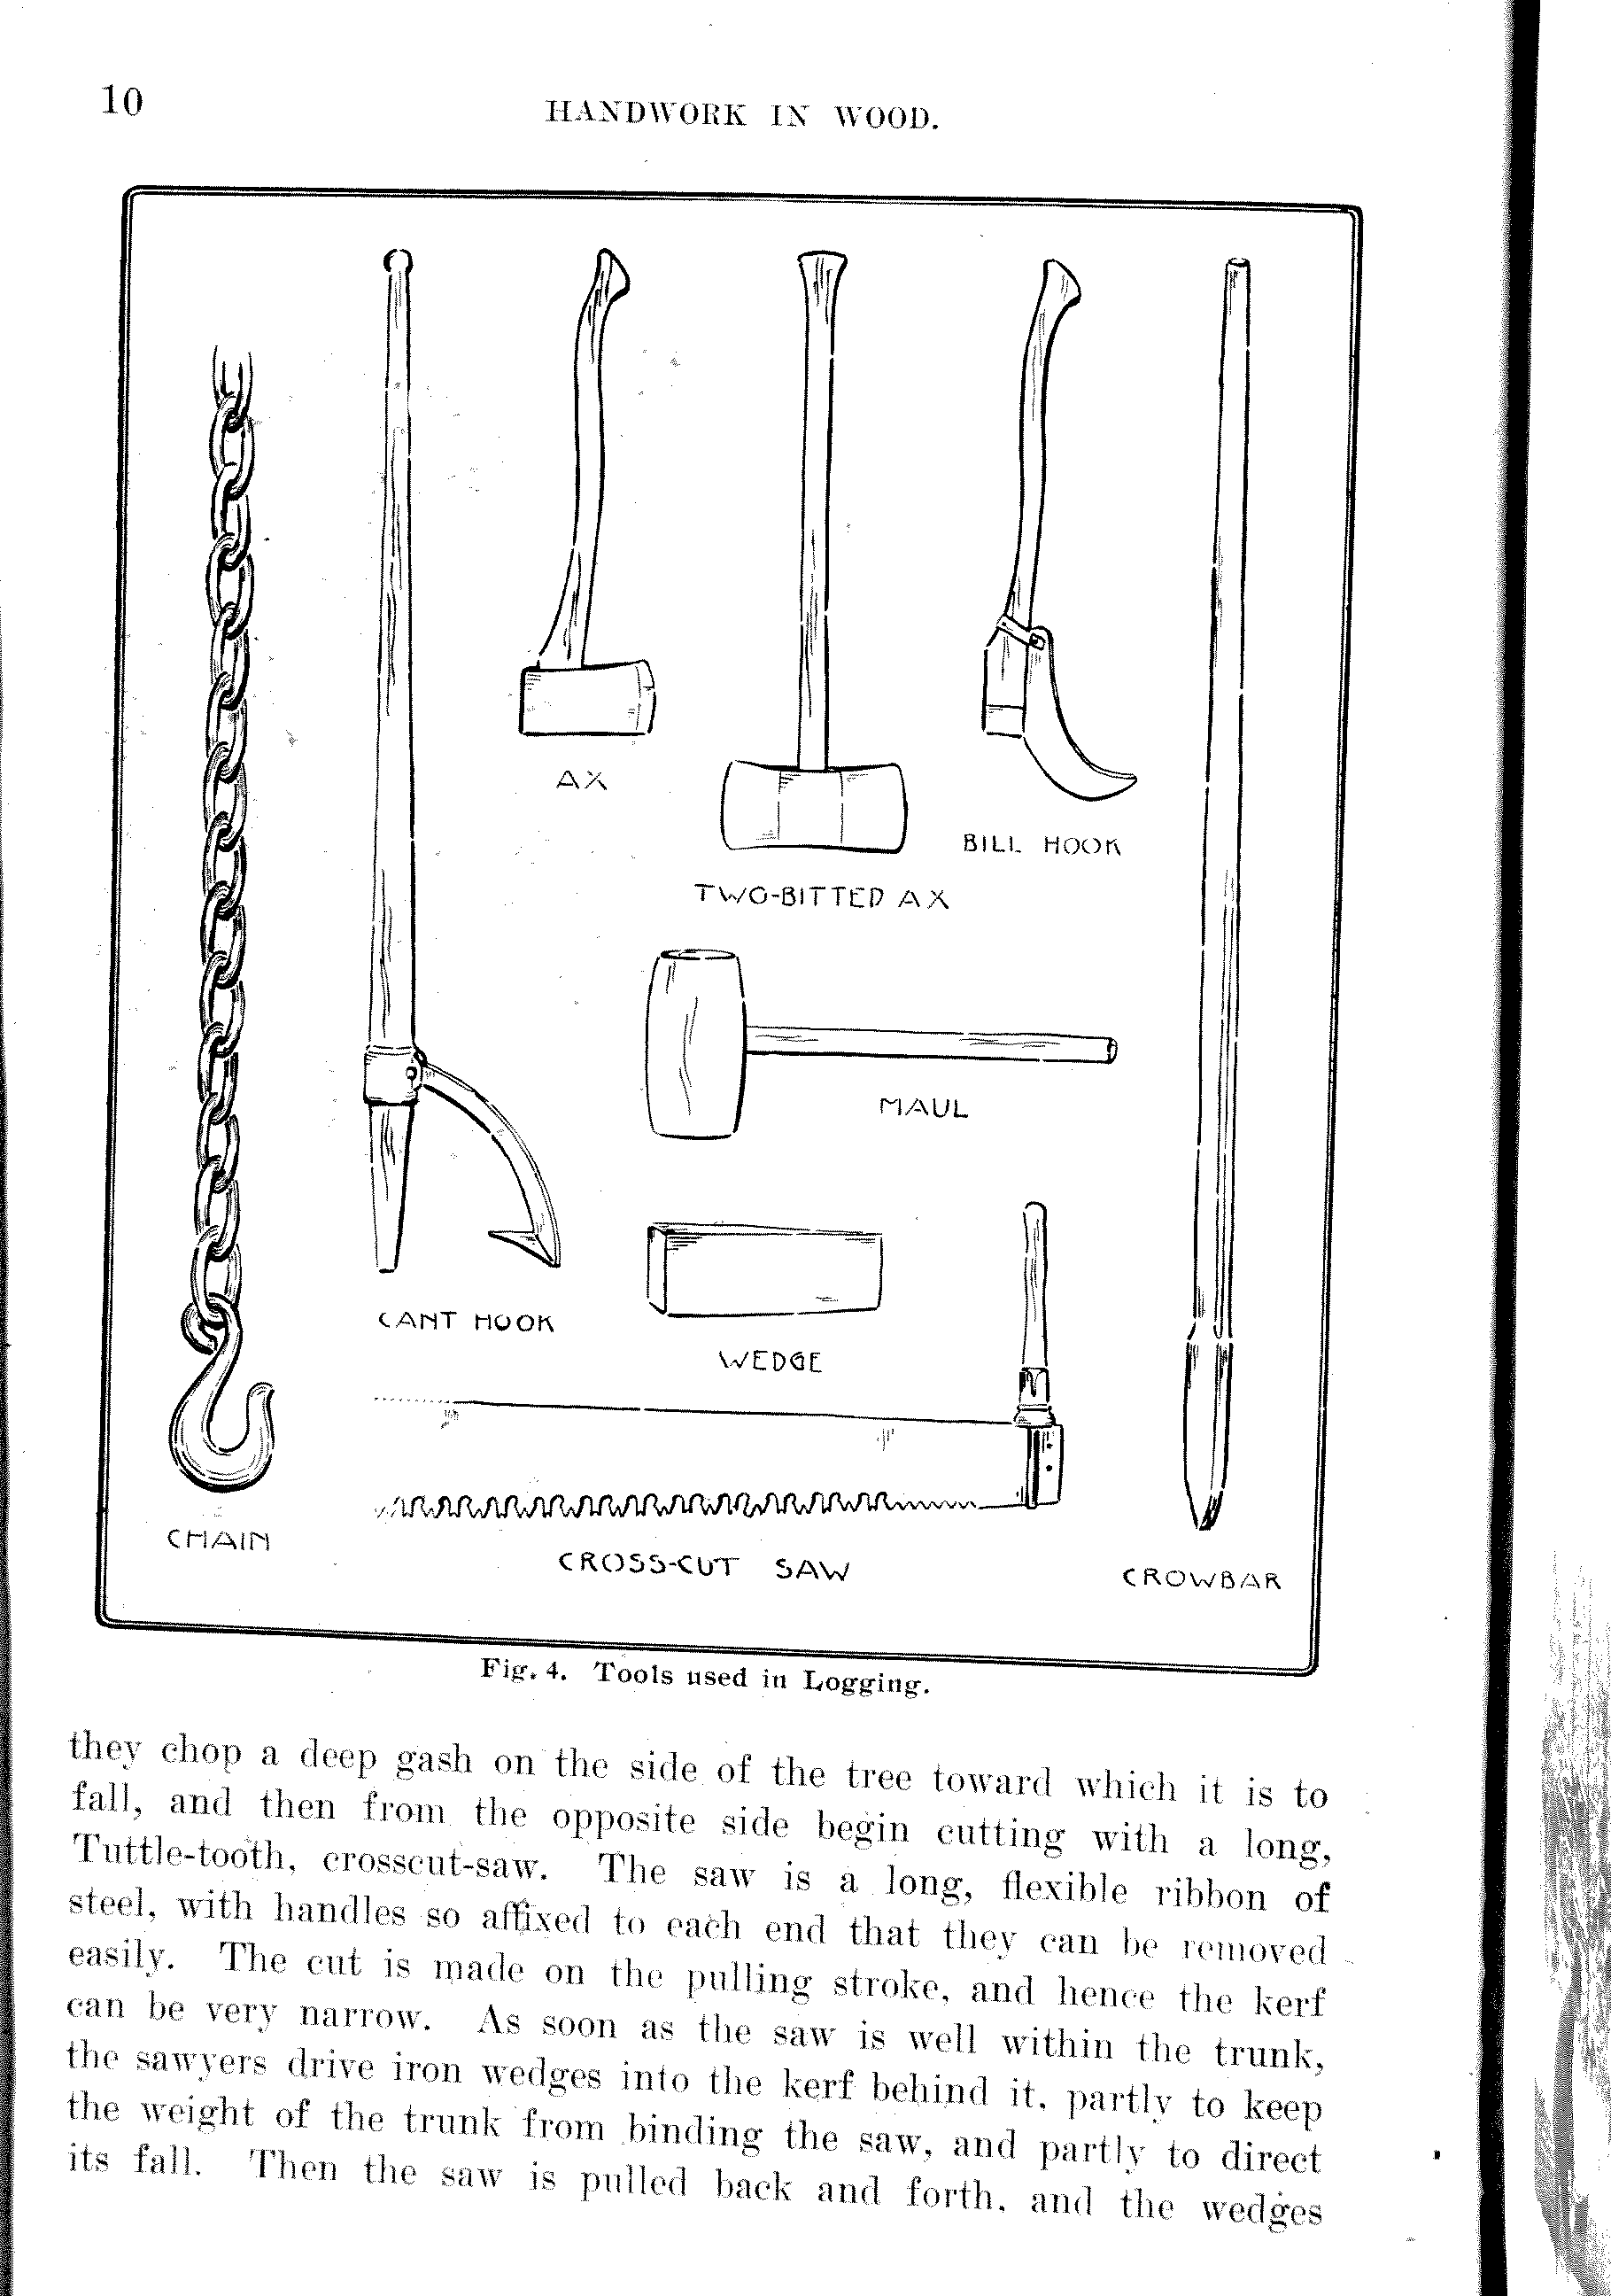 10
HANDWORK IN WOOD.
AX
BILL HOOK
TWO-BITTED AX
MAUL
CANT HOOK
WEDGE
CHAIN
CROSS-CUT SAW
CROWBAR
Fig. 4. Tools used in Logging.
they chop a deep gash on the side of the tree toward which it is to
fall, and then from the opposite side begin cutting with a long,
Tuttle-tooth, crosscut-saw. The saw is a long, flexible ribbon of
steel, with handles so affixed to each end that they can be removed
easily. The cut is made on the pulling stroke, and hence the kerf
can be very narrow. As soon as the saw is well within the trunk,
the sawyers drive iron wedges into the kerf behind it, partly to keep
the weight of the trunk from binding the saw, and partly to direct
its fall. Then the saw is pulled back and forth, and the wedges